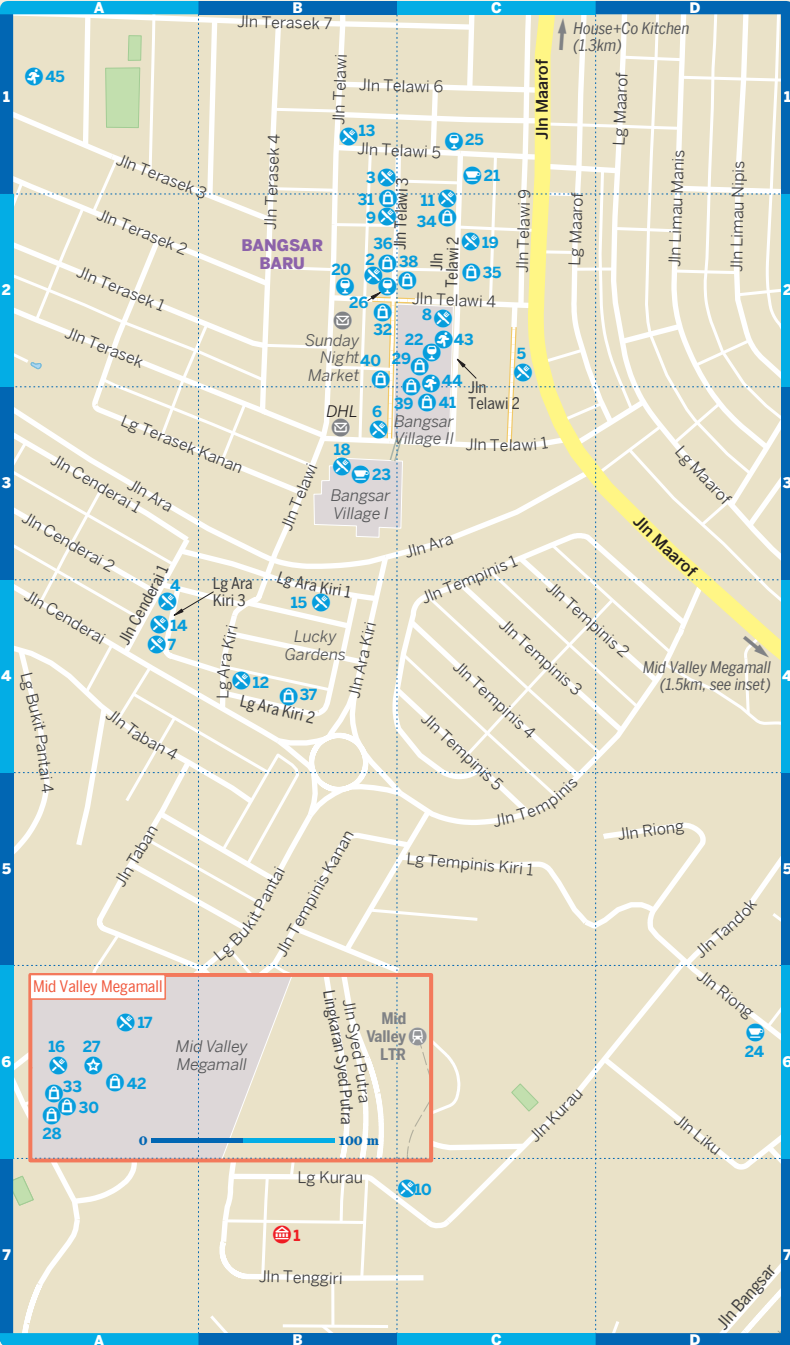 A
B
C
D
Jln Terasek 7
House+Co Kitchen
(1.3km)
45
1
1
Jln Telawi
Jln Telawi 6
Jln Maarof
Lg Maarof
13
25
Jln Telawi 5
Jln Terasek 3
Jln Terasek 4
3
21
31
Jln Telawi 3
11
9
34
Jln Terasek 2
BANGSAR
BARU
36
19
Jln
Telawi 2
Jln Telawi 9
Lg Maarof
Jln Limau Manis
Jln Limau Nipis
2
38
35
20
26
2
2
Jln Terasek 1
Jln Telawi 4
32
8
Sunday
Night
Market
22
43
5
Jln Terasek
40
29
44
Jln
Telawi 2
39
41
DHL
6
Bangsar
Village II
Lg Terasek Kanan
Jln Telawi 1
18
23
Lg Maarof
Jln Cenderai 1
Jln Ara
3
3
Bangsar
Village I
Jln Telawi
Jln Cenderai 2
Jln Ara
Jln Maarof
Jln Cenderai 1
4
Lg Ara
Kiri 3
Lg Ara Kiri 1
15
Jln Tempinis 1
Jln Cenderai
14
7
Lucky
Gardens
Jln Tempinis 2
Jln Tempinis 3
Lg Ara Kiri
Jln Ara Kiri
Mid Valley Megamall
(1.5km, see inset)
4
4
12
37
Lg Ara Kiri 2
Jln Tempinis 4
Lg Bukit Pantai 4
Jln Taban 4
Jln Tempinis 5
Jln Tempinis
Jln Riong
Jln Taban
5
5
Lg Tempinis Kiri 1
Lg Bukit Pantai
Jln Tempinis Kanan
Jln Tandok
Mid Valley Megamall
Jln Riong
17
Mid
Valley
LTR
Lingkaran Syed Putra
Jln Syed Putra
16
27
Mid Valley
Megamall
24
6
6
42
33
30
28
0
100 m
Jln Kurau
Jln Liku
Lg Kurau
10
1
7
7
Jln Tenggiri
Jln Bangsar
A
B
C
D